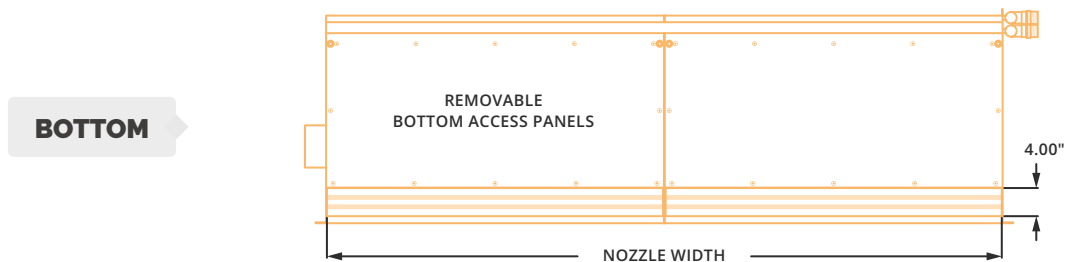 BOTTOM
REMOVABLE
BOTTOM ACCESS PANELS
4.00"
NOZZLE WIDTH